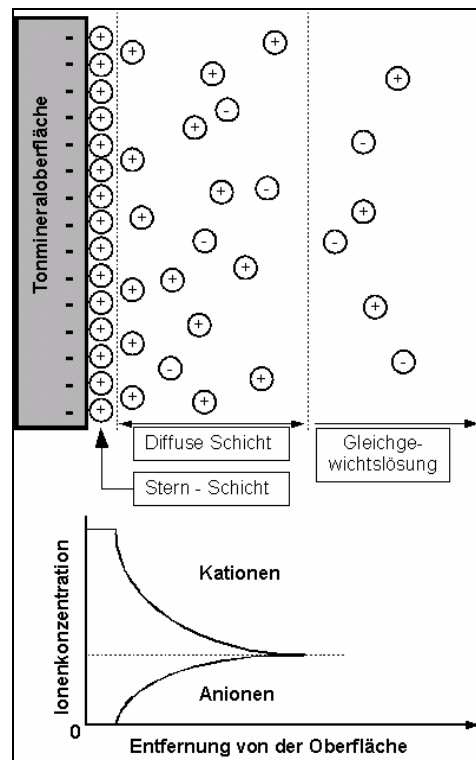 Tonmineraloberfläche
Diffuse Schicht
Gleichge-
wichtslösung
Stern - Schicht
Ionenkonzentration
Kationen
Anionen
0
Entfernung von der Oberfläche